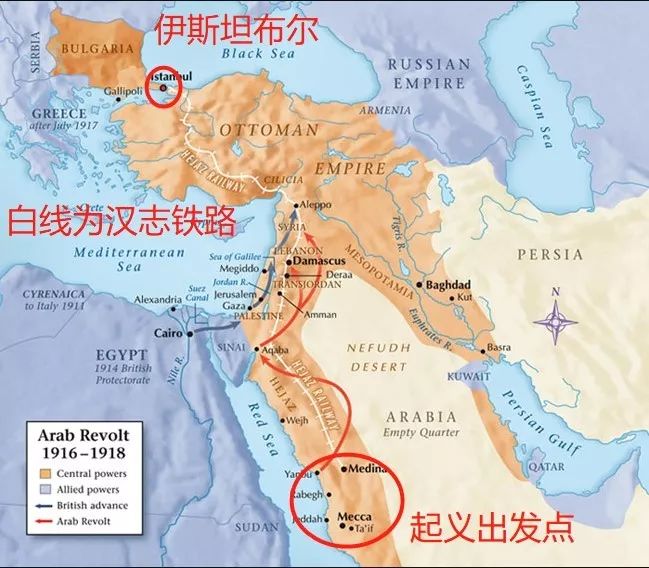 伊斯坦布尔
SERBIA
BULGARIA
Black Sea
RUSSIAN
EMPIRE
Caspian Sea
Istanbul
Gallipoli
GREECE
after July 1917
ARMENIA
OTTOMAN
EMPIRE
HEJAZ RAILWAY
CILICIA
Aleppo
白线为汉志铁路
SYRIA
Tigris R.
Mediterranean
Sea
Sea of Galilee
LEBANON
Damascus
MESOPOTAMIA
PERSIA
Megiddo
Jordan R.
Deraa
TRANSJORDAN
Baghdad
Kut
CYRENAICA
to Italy 1911
Alexandria
Suez
Canal
Jerusalem
Gaza
PALESTINE
Amman
Euphrates R.
N
Cairo
SINAI
Aqaba
NEFUDH
DESERT
Basra
EGYPT
1914 British
Protectorate
Nile R.
KUWAIT
HEJAZ
HEJAZ RAILWAY
Red Sea
Wejh
ARABIA
Empty Quarter
Persian Gulf
QATAR
Arab Revolt
1916–1918
Central powers
Allied powers
British advance
Arab Revolt
Yanbu
Medina
Rabegh
Jeddah
Mecca
Ta'if
起义出发点
SUDAN